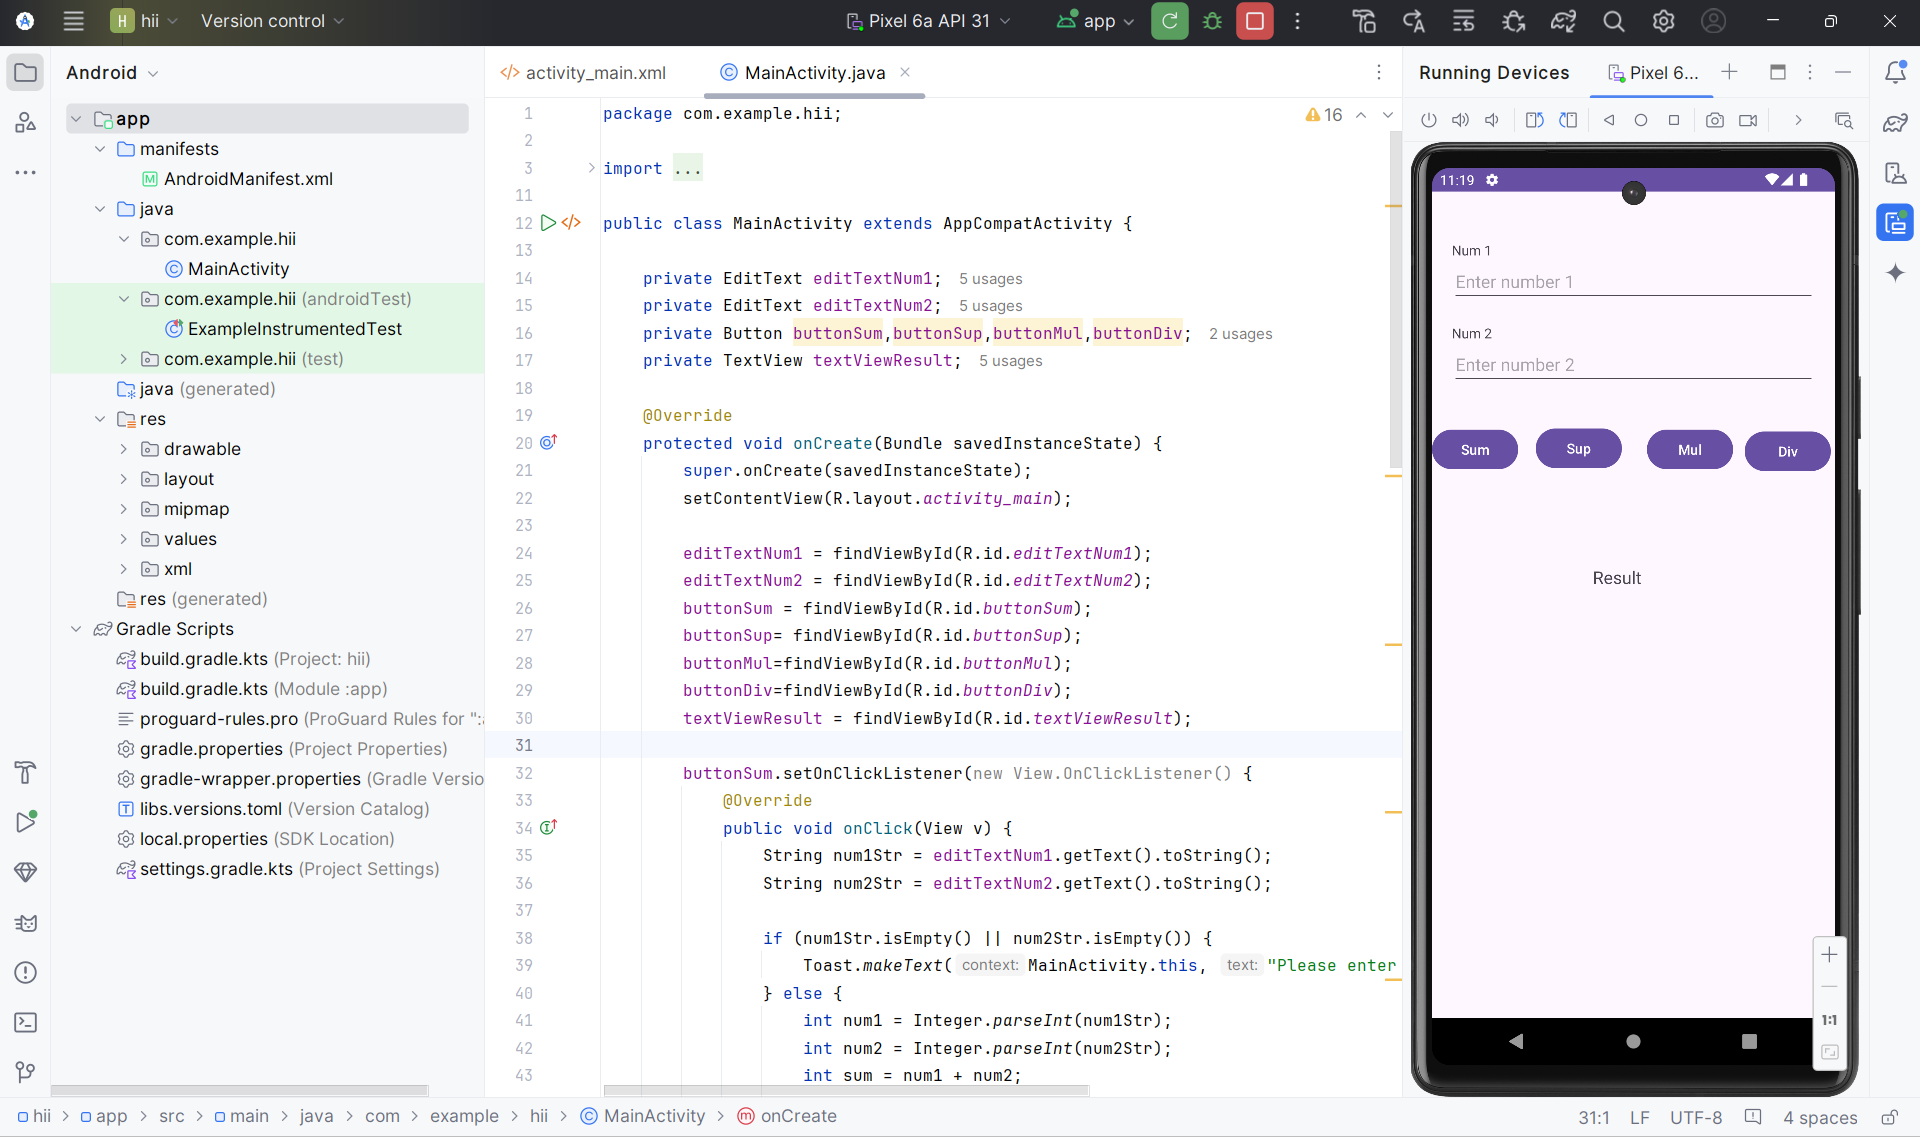 H hii Version control Pixel 6a API 31 app
Android
app
manifests
AndroidManifest.xml
java
com.example.hii
MainActivity
com.example.hii (androidTest)
ExampleInstrumentedTest
com.example.hii (test)
java (generated)
res
drawable
layout
mipmap
values
xml
res (generated)
Gradle Scripts
build.gradle.kts (Project: hii)
build.gradle.kts (Module :app)
proguard-rules.pro (ProGuard Rules for ":
gradle.properties (Project Properties)
gradle-wrapper.properties (Gradle Versio
libs.versions.toml (Version Catalog)
local.properties (SDK Location)
settings.gradle.kts (Project Settings)
activity_main.xml MainActivity.java
16
1 package com.example.hii;
2
3 import ...
11
12 public class MainActivity extends AppCompatActivity {
13
14 private EditText editTextNum1; 5 usages
15 private EditText editTextNum2; 5 usages
16 private Button buttonSum,buttonSup,buttonMul,buttonDiv; 2 usages
17 private TextView textViewResult; 5 usages
18
19 @Override
20 protected void onCreate(Bundle savedInstanceState) {
21 super.onCreate(savedInstanceState);
22 setContentView(R.layout.activity_main);
23
24 editTextNum1 = findViewById(R.id.editTextNum1);
25 editTextNum2 = findViewById(R.id.editTextNum2);
26 buttonSum = findViewById(R.id.buttonSum);
27 buttonSup= findViewById(R.id.buttonSup);
28 buttonMul=findViewById(R.id.buttonMul);
29 buttonDiv=findViewById(R.id.buttonDiv);
30 textViewResult = findViewById(R.id.textViewResult);
31
32 buttonSum.setOnClickListener(new View.OnClickListener() {
33 @Override
34 public void onClick(View v) {
35 String num1Str = editTextNum1.getText().toString();
36 String num2Str = editTextNum2.getText().toString();
37
38 if (num1Str.isEmpty() || num2Str.isEmpty()) {
39 Toast.makeText( context: MainActivity.this, text: "Please enter
40 } else {
41 int num1 = Integer.parseInt(num1Str);
42 int num2 = Integer.parseInt(num2Str);
43 int sum = num1 + num2;
Running Devices Pixel 6...
11:19
Num 1
Enter number 1
Num 2
Enter number 2
Sum Sup Mul Div
Result
1:1
hii > app > src > main > java > com > example > hii > MainActivity > onCreate
31:1 LF UTF-8 4 spaces